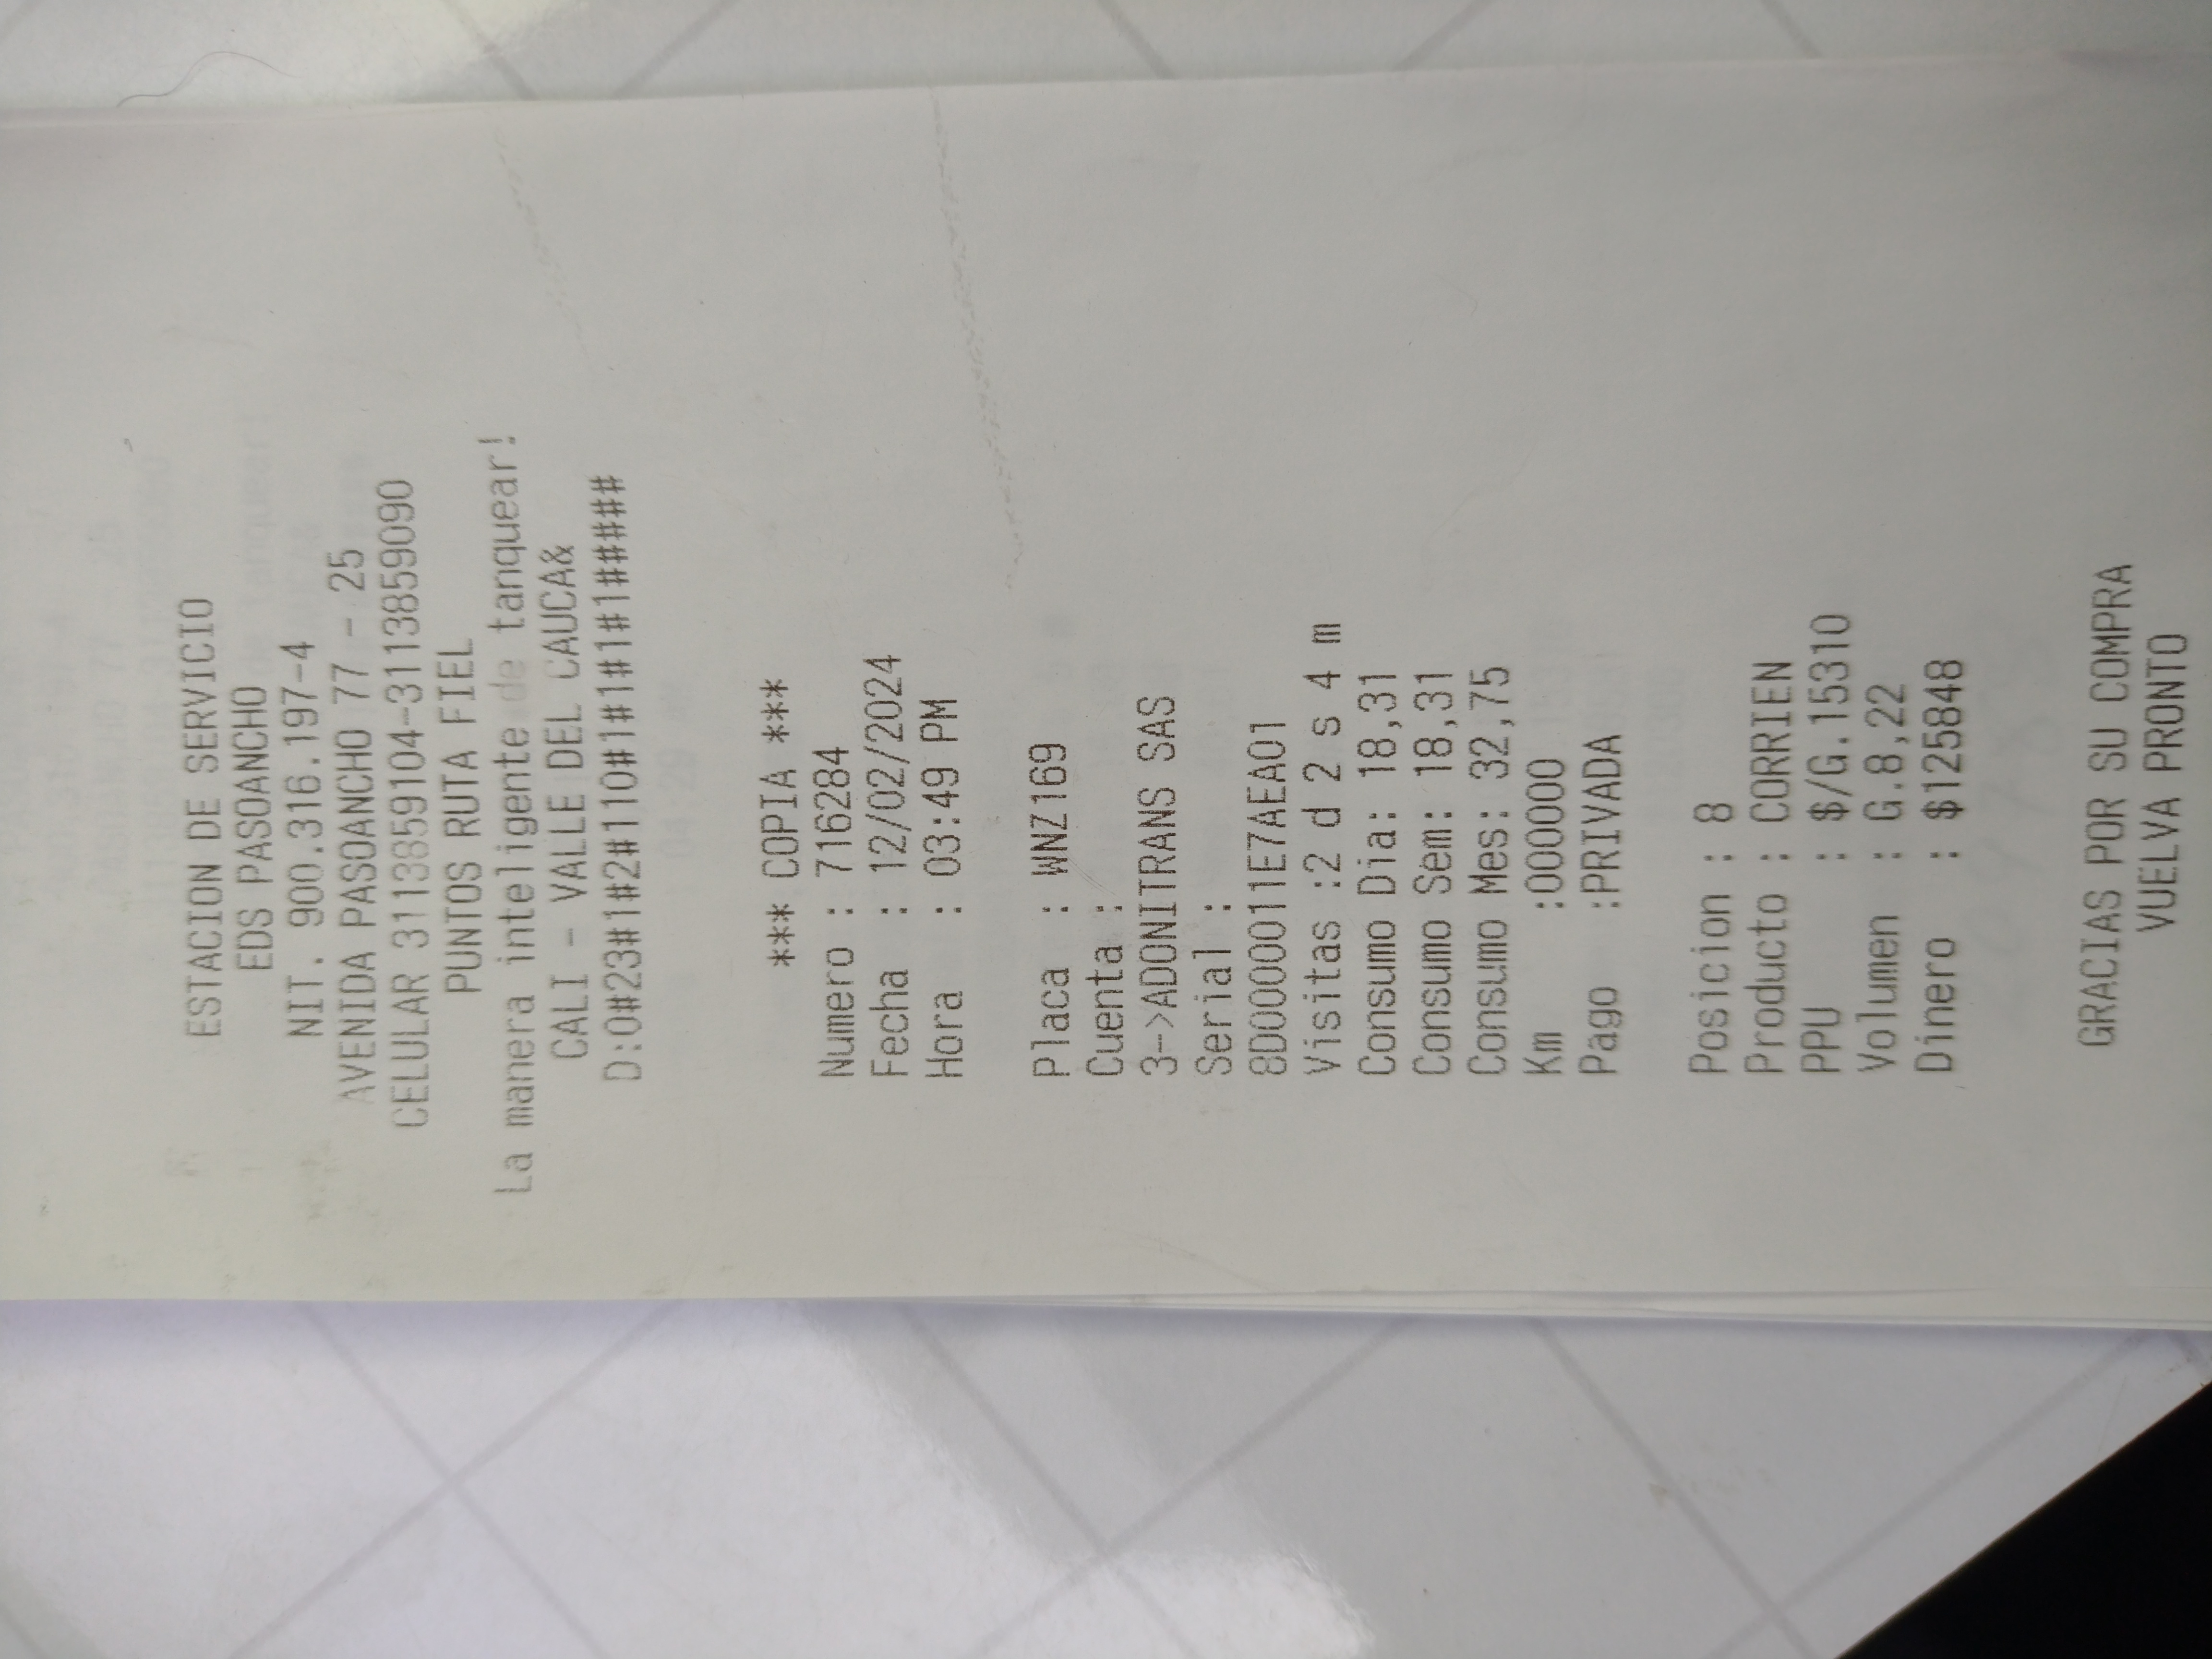 ESTACION DE SERVICIO
EDS PASOANCHO
NIT. 900.316.197-4
AVENIDA PASOANCHO 77 - 25
CELULAR 3113859104-3113859090
PUNTOS RUTA FIEL
La manera inteligente de tanquear!
CALI - VALLE DEL CAUCA&
D:0#23#1#2#110#1#1#1#1####
*** COPIA ***
Numero : 716284
Fecha : 12/02/2024
Hora : 03:49 PM
Placa : WNZ169
Cuenta :
3->ADONITRANS SAS
Serial :
8D000011E7AEA01
Visitas :2 d 2 s 4 m
Consumo Dia: 18,31
Consumo Sem: 18,31
Consumo Mes: 32,75
Km :000000
Pago :PRIVADA
Posicion : 8
Producto : CORRIEN
PPU : $/G.15310
Volumen : G.8,22
Dinero : $125848
GRACIAS POR SU COMPRA
VUELVA PRONTO